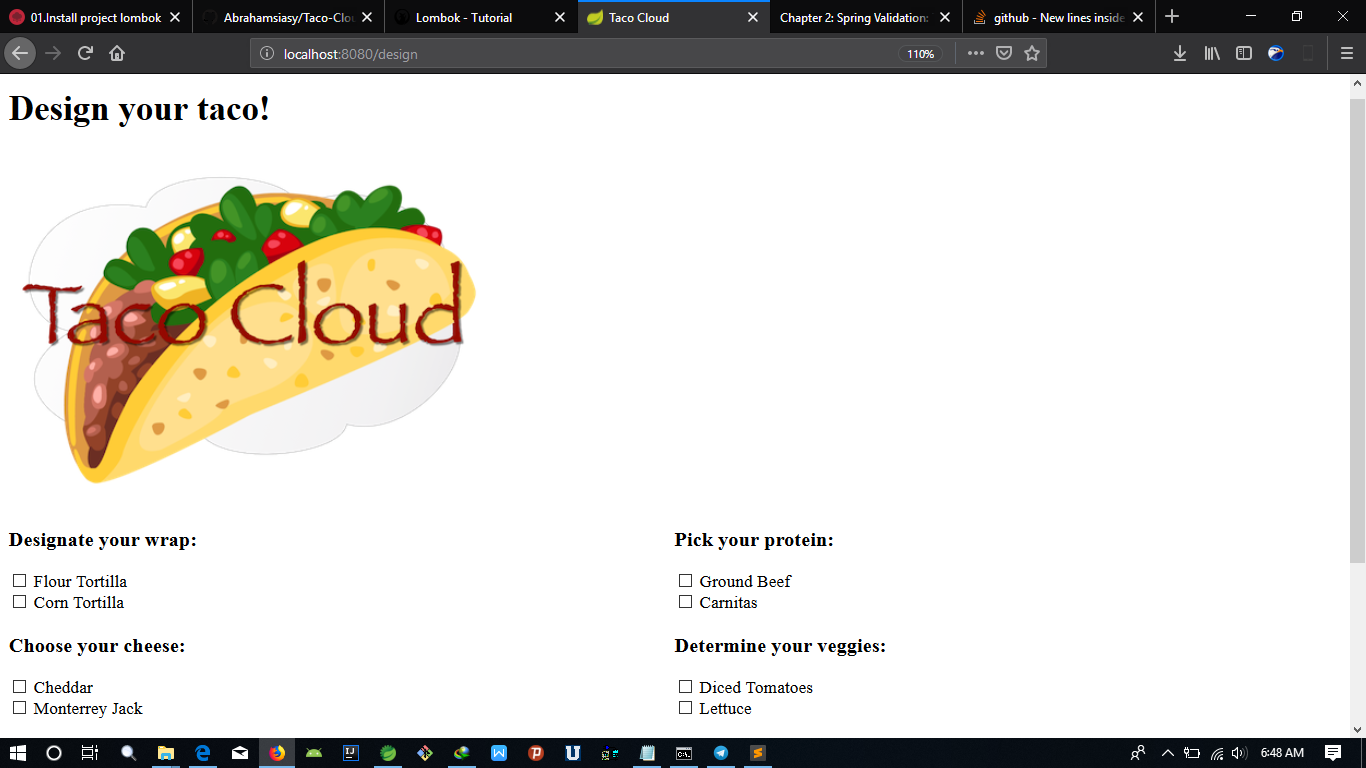 01.Install project lombok
Abrahamsiasy/Taco-Clou
Lombok - Tutorial
Taco Cloud
Chapter 2: Spring Validation:
github - New lines inside
localhost:8080/design
110%
Design your taco!
Taco Cloud
Designate your wrap:
Flour Tortilla
Corn Tortilla
Pick your protein:
Ground Beef
Carnitas
Choose your cheese:
Cheddar
Monterrey Jack
Determine your veggies:
Diced Tomatoes
Lettuce
6:48 AM